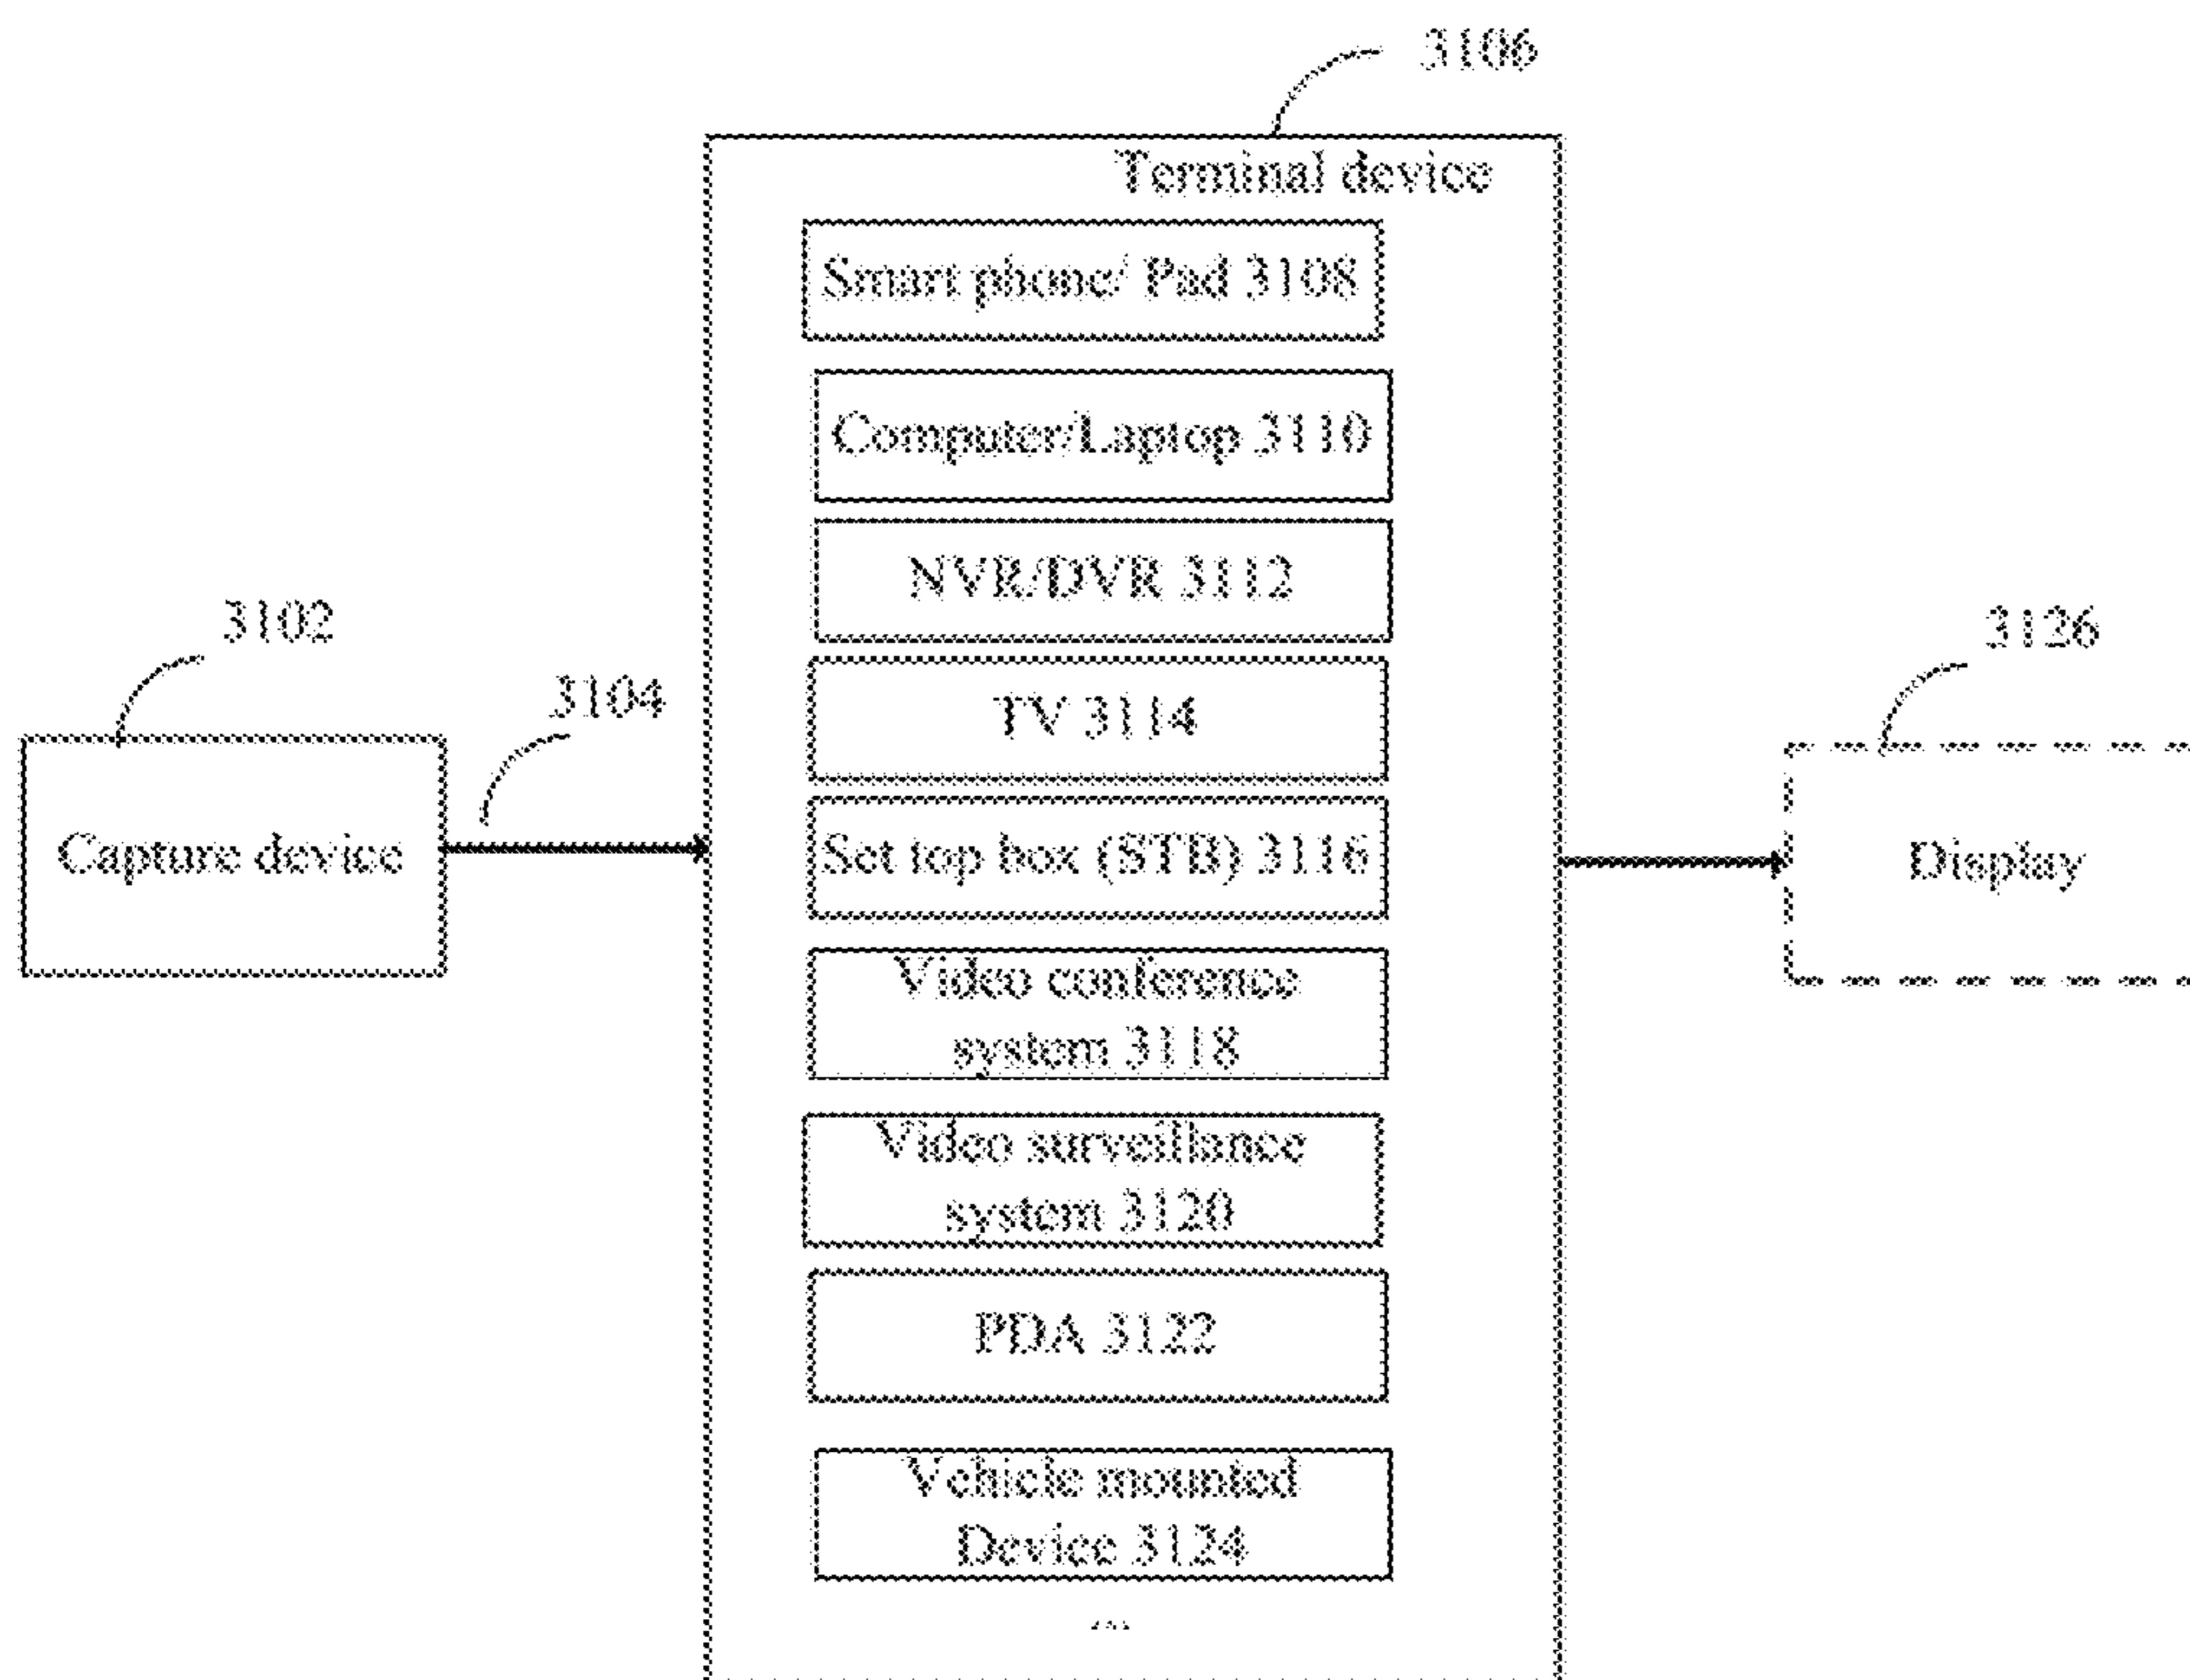 3106
Terminal device
Smart phone/ Pad 3108
Computer/Laptop 3110
NVR/DVR 3112
3102
3104
TV 3114
3126
Capture device
Set top box (STB) 3116
Display
Video conference
system 3118
Video surveillance
system 3120
PDA 3122
Vehicle mounted
Device 3124
...